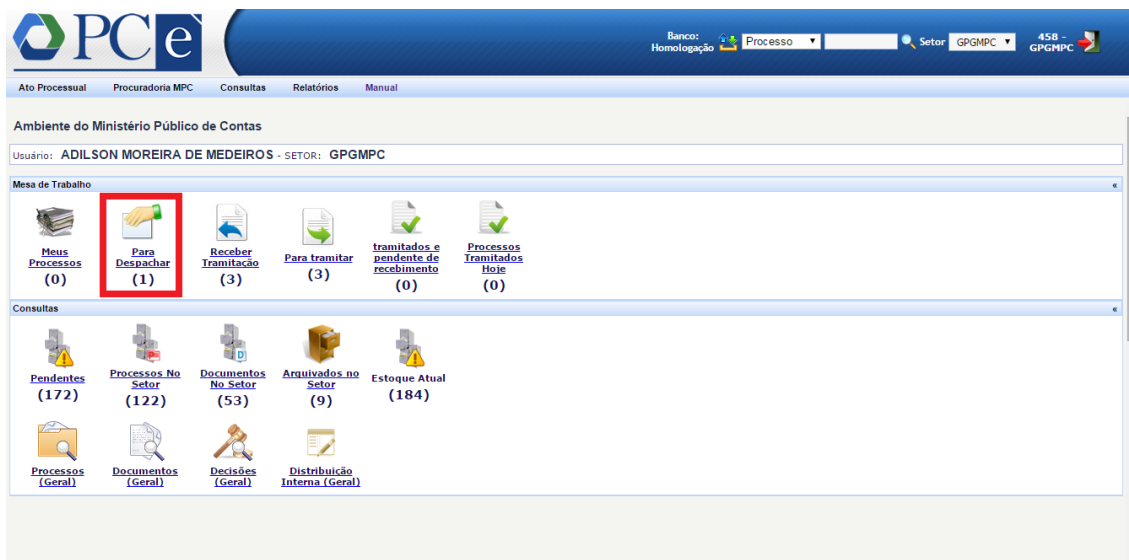 PCe
Banco:
Homologação
Processo
Setor
GPGMPC
458 -
GPGMPC
Ato Processual
Procuradoria MPC
Consultas
Relatórios
Manual
Ambiente do Ministério Público de Contas
Usuário: ADILSON MOREIRA DE MEDEIROS - SETOR: GPGMPC
Mesa de Trabalho
«
Meus
Processos
(0)
Para
Despachar
(1)
Receber
Tramitação
(3)
Para tramitar
(3)
tramitados e
pendente de
recebimento
(0)
Processos
Tramitados
Hoje
(0)
Consultas
«
Pendentes
(172)
Processos No
Setor
(122)
D
Documentos
No Setor
(53)
Arquivados no
Setor
(9)
Estoque Atual
(184)
Processos
(Geral)
Documentos
(Geral)
Decisões
(Geral)
Distribuição
Interna (Geral)